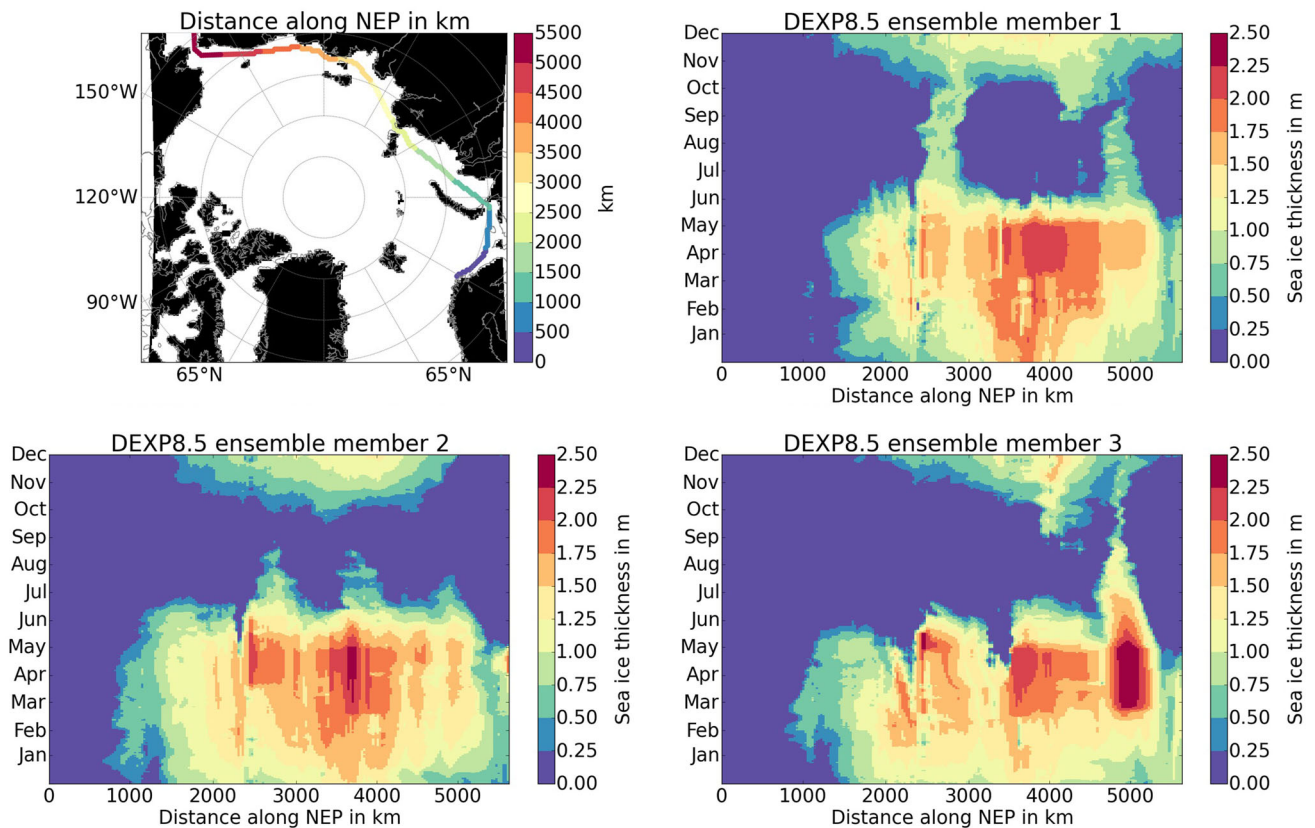 Distance along NEP in km
150°W
120°W
90°W
65°N
65°N
5500
5000
4500
4000
3500
3000
2500
2000
1500
1000
500
0
km
DEXP8.5 ensemble member 1
Dec
Nov
Oct
Sep
Aug
Jul
Jun
May
Apr
Mar
Feb
Jan
0
1000
2000
3000
4000
5000
Distance along NEP in km
2.50
2.25
2.00
1.75
1.50
1.25
1.00
0.75
0.50
0.25
0.00
Sea ice thickness in m
DEXP8.5 ensemble member 2
Dec
Nov
Oct
Sep
Aug
Jul
Jun
May
Apr
Mar
Feb
Jan
0
1000
2000
3000
4000
5000
Distance along NEP in km
2.50
2.25
2.00
1.75
1.50
1.25
1.00
0.75
0.50
0.25
0.00
Sea ice thickness in m
DEXP8.5 ensemble member 3
Dec
Nov
Oct
Sep
Aug
Jul
Jun
May
Apr
Mar
Feb
Jan
0
1000
2000
3000
4000
5000
Distance along NEP in km
2.50
2.25
2.00
1.75
1.50
1.25
1.00
0.75
0.50
0.25
0.00
Sea ice thickness in m